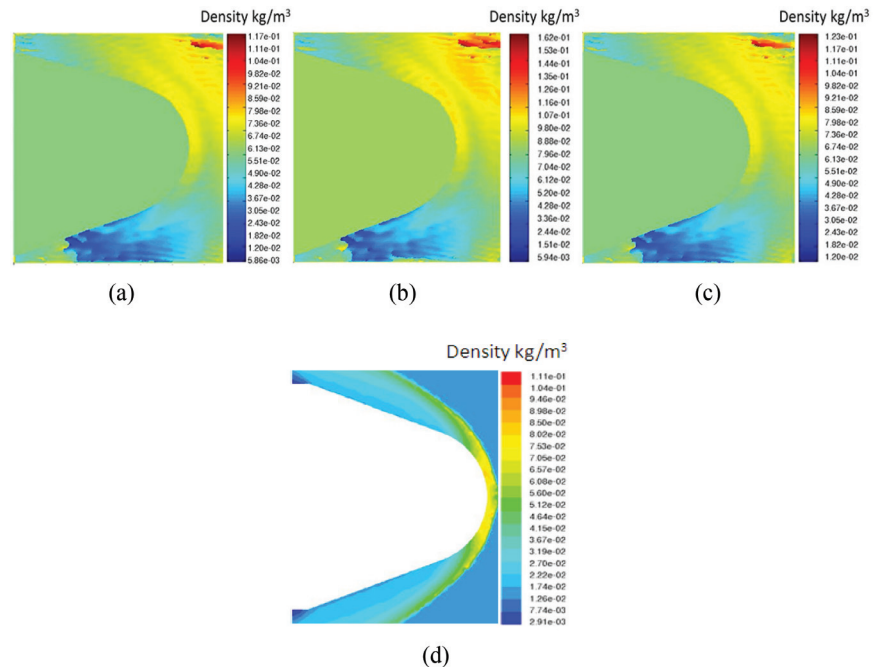 Density kg/m³
1.17e-01
1.10e-01
1.04e-01
9.82e-02
9.20e-02
8.59e-02
7.98e-02
7.36e-02
6.74e-02
6.13e-02
5.51e-02
4.90e-02
4.28e-02
3.67e-02
3.05e-02
2.43e-02
1.82e-02
1.20e-02
5.86e-03
(a)
Density kg/m³
1.62e-01
1.53e-01
1.44e-01
1.35e-01
1.26e-01
1.16e-01
1.07e-01
9.80e-02
8.88e-02
7.96e-02
7.04e-02
6.12e-02
5.20e-02
4.28e-02
3.36e-02
2.43e-02
1.51e-02
5.94e-03
(b)
Density kg/m³
1.23e-01
1.17e-01
1.10e-01
1.04e-01
9.82e-02
9.20e-02
8.59e-02
7.98e-02
7.36e-02
6.74e-02
6.13e-02
5.51e-02
4.90e-02
4.28e-02
3.67e-02
3.05e-02
2.43e-02
1.82e-02
1.20e-02
(c)
Density kg/m³
1.11e-01
1.04e-01
9.46e-02
8.98e-02
8.50e-02
8.02e-02
7.53e-02
7.05e-02
6.57e-02
6.08e-02
5.60e-02
5.12e-02
4.64e-02
4.15e-02
3.67e-02
3.19e-02
2.70e-02
2.22e-02
1.74e-02
1.26e-02
7.74e-03
2.91e-03
(d)